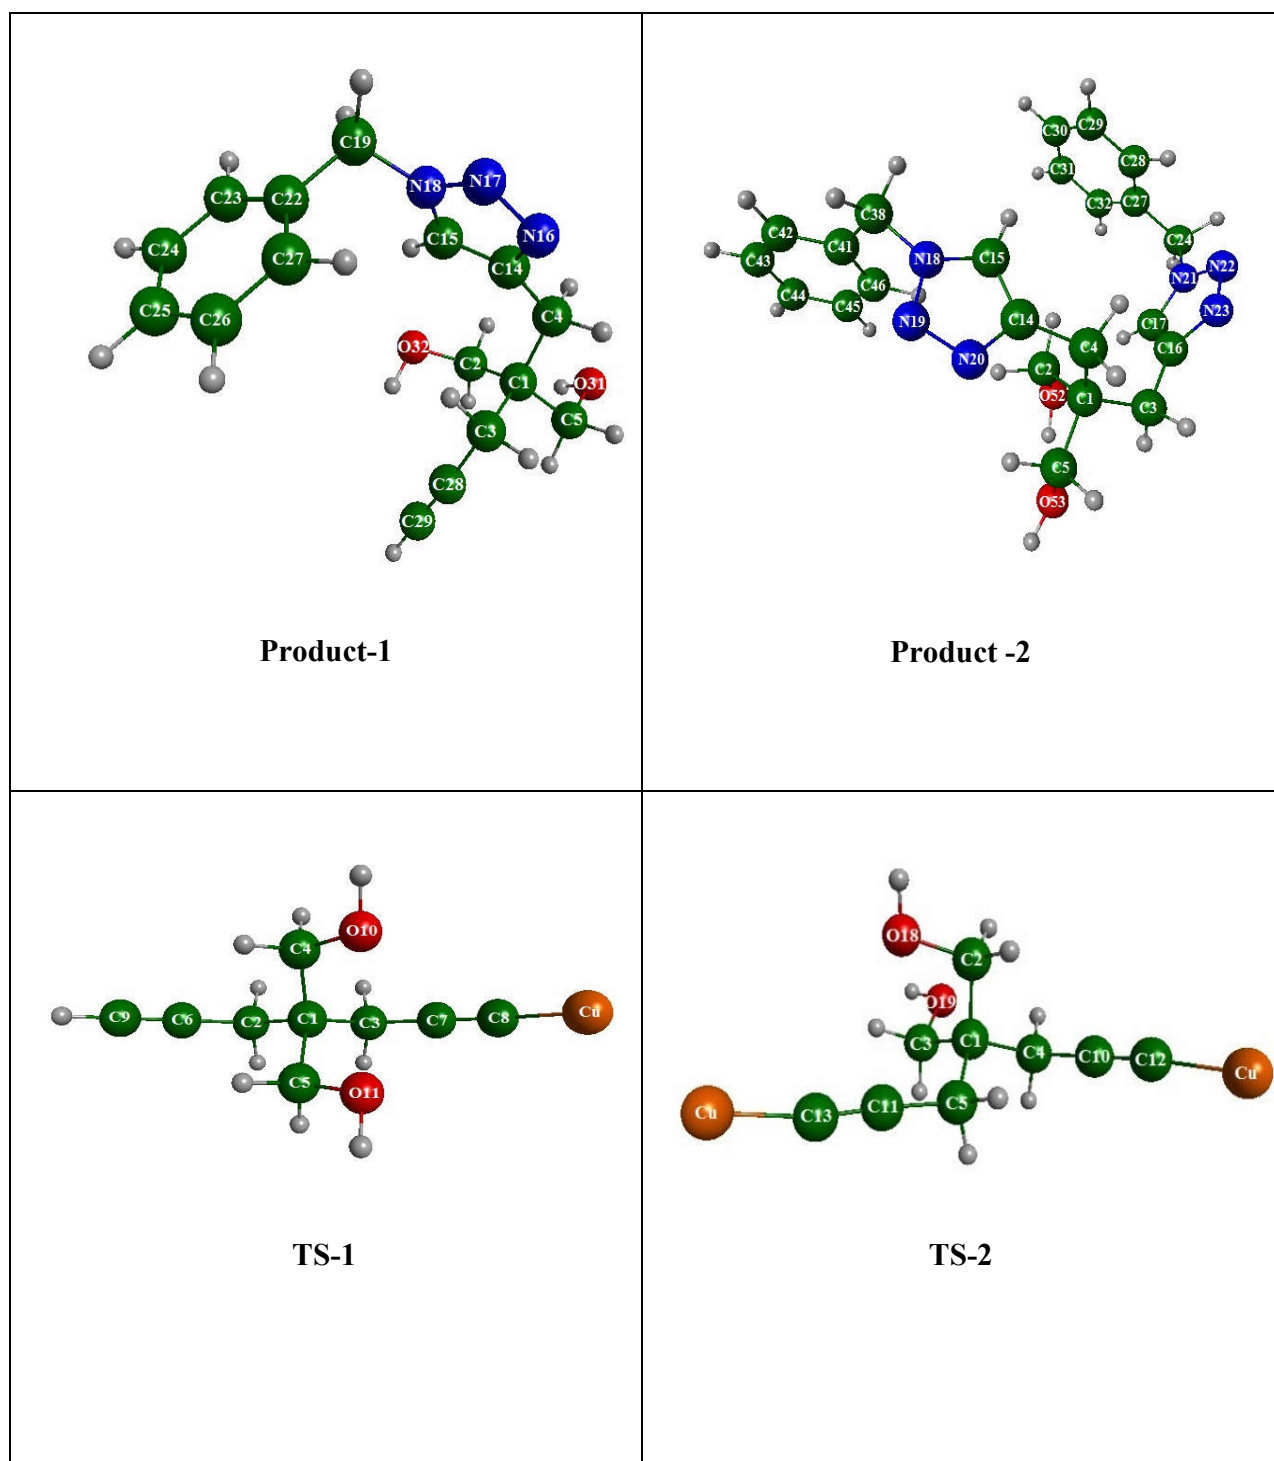 C19
N17
N18
C23
C22
N16
C15
C24
C27
C14
C25
C26
C4
O32
C2
C1
O31
C5
C3
C28
C29
Product-1
C30
C29
C28
C31
C32
C27
C38
C42
C24
C41
N18
C15
N22
C43
N21
C46
C44
C45
N23
N19
C14
C17
N20
C4
C16
C2
O52
C1
C3
C5
O53
Product -2
O10
C4
C9
C6
C2
C1
C3
C7
C8
Cu
C5
O11
TS-1
O18
C2
O19
C3
C1
C4
C10
C12
Cu
Cu
C13
C11
C5
TS-2